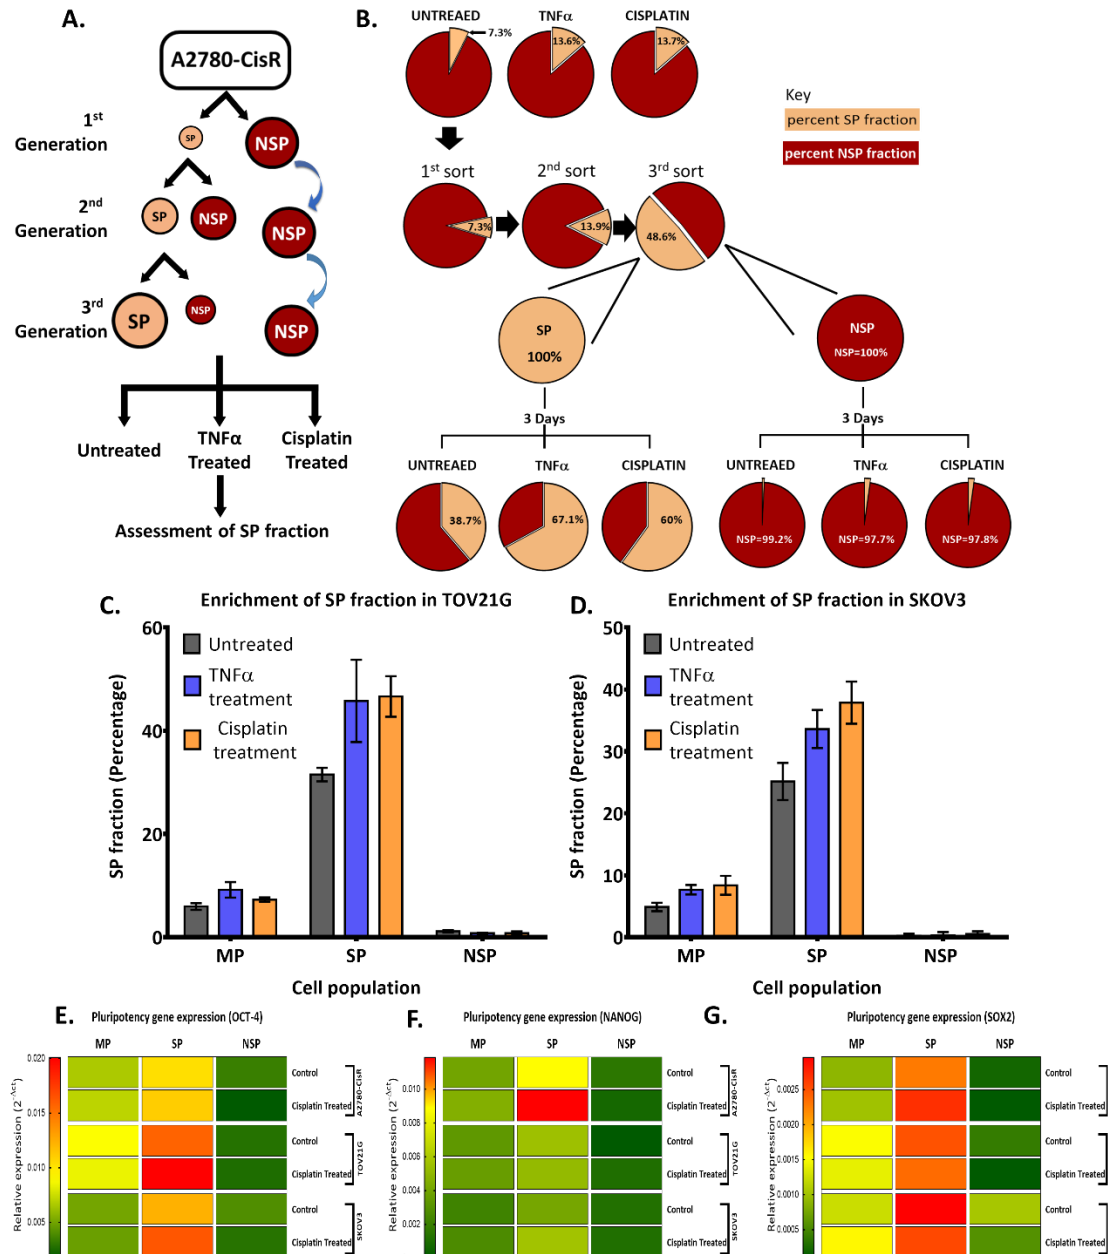 A.
A2780-CisR
1st
Generation
SP
NSP
2nd
Generation
SP
NSP
NSP
3rd
Generation
SP
NSP
NSP
Untreated
TNFα
Treated
Cisplatin
Treated
Assessment of SP fraction
B.
UNTREAED
TNFα
CISPLATIN
7.3%
13.6%
13.7%
Key
percent SP fraction
percent NSP fraction
1st sort
2nd sort
3rd sort
7.3%
13.9%
48.6%
SP
100%
NSP
NSP=100%
3 Days
3 Days
UNTREAED
TNFα
CISPLATIN
UNTREAED
TNFα
CISPLATIN
38.7%
67.1%
60%
NSP=99.2%
NSP=97.7%
NSP=97.8%
C.
Enrichment of SP fraction in TOV21G
SP fraction (Percentage)
60
40
20
0
Untreated
TNFα
treatment
Cisplatin
treatment
MP
SP
NSP
Cell population
D.
Enrichment of SP fraction in SKOV3
SP fraction (Percentage)
50
40
30
20
10
0
Untreated
TNFα
treatment
Cisplatin
treatment
MP
SP
NSP
Cell population
E.
Pluripotency gene expression (OCT-4)
MP
SP
NSP
Relative expression (2^-Δct)
0.020
0.015
0.010
0.005
Control
Cisplatin Treated
A2780-CisR
Control
Cisplatin Treated
TOV21G
Control
Cisplatin Treated
SKOV3
F.
Pluripotency gene expression (NANOG)
MP
SP
NSP
Relative expression (2^-Δct)
0.010
0.008
0.006
0.004
0.002
Control
Cisplatin Treated
A2780-CisR
Control
Cisplatin Treated
TOV21G
Control
Cisplatin Treated
SKOV3
G.
Pluripotency gene expression (SOX2)
MP
SP
NSP
Relative expression (2^-Δct)
0.0025
0.0020
0.0015
0.0010
0.0005
Control
Cisplatin Treated
Control
Cisplatin Treated
Control
Cisplatin Treated